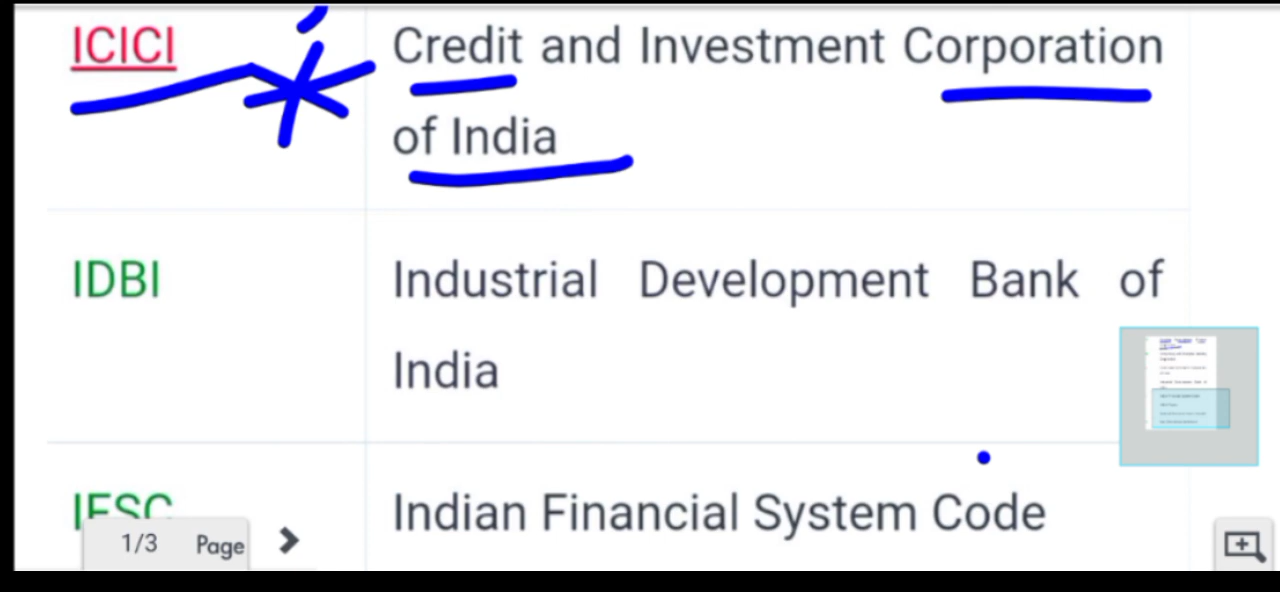 ICICI Credit and Investment Corporation
of India
IDBI Industrial Development Bank of
India
IFSC Indian Financial System Code
1/3 Page